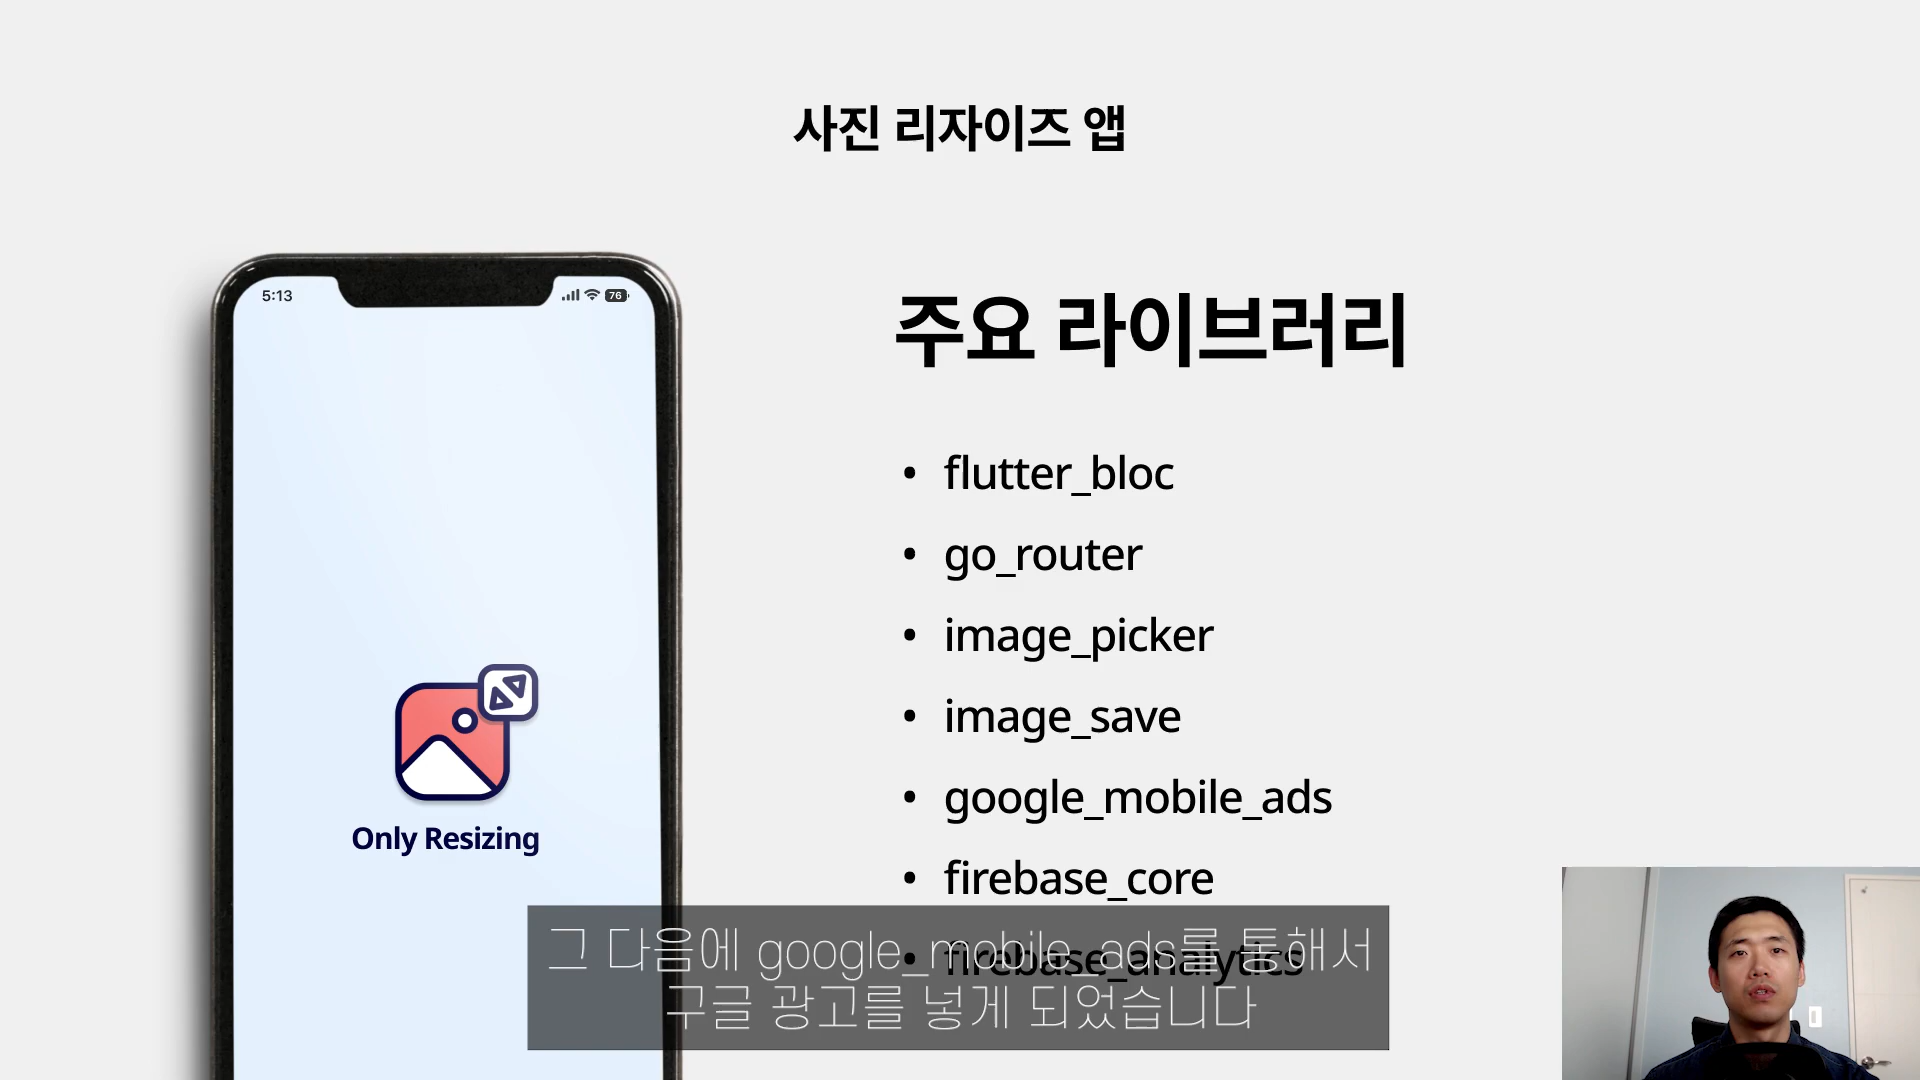 사진 리자이즈 앱
5:13
76
Only Resizing
주요 라이브러리
• flutter_bloc
• go_router
• image_picker
• image_save
• google_mobile_ads
• firebase_core
• firebase_analytics
그 다음에 google_mobile_ads를 통해서
구글 광고를 넣게 되었습니다